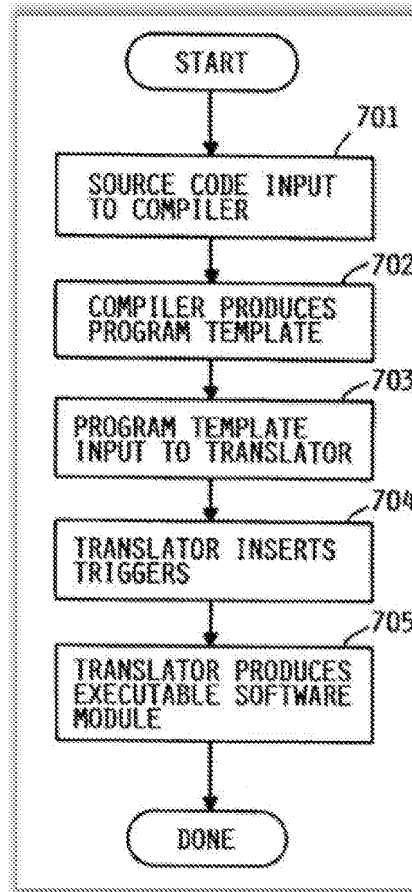 START
701
SOURCE CODE INPUT
TO COMPILER
702
COMPILER PRODUCES
PROGRAM TEMPLATE
703
PROGRAM TEMPLATE
INPUT TO TRANSLATOR
704
TRANSLATOR INSERTS
TRIGGERS
705
TRANSLATOR PRODUCES
EXECUTABLE SOFTWARE
MODULE
DONE